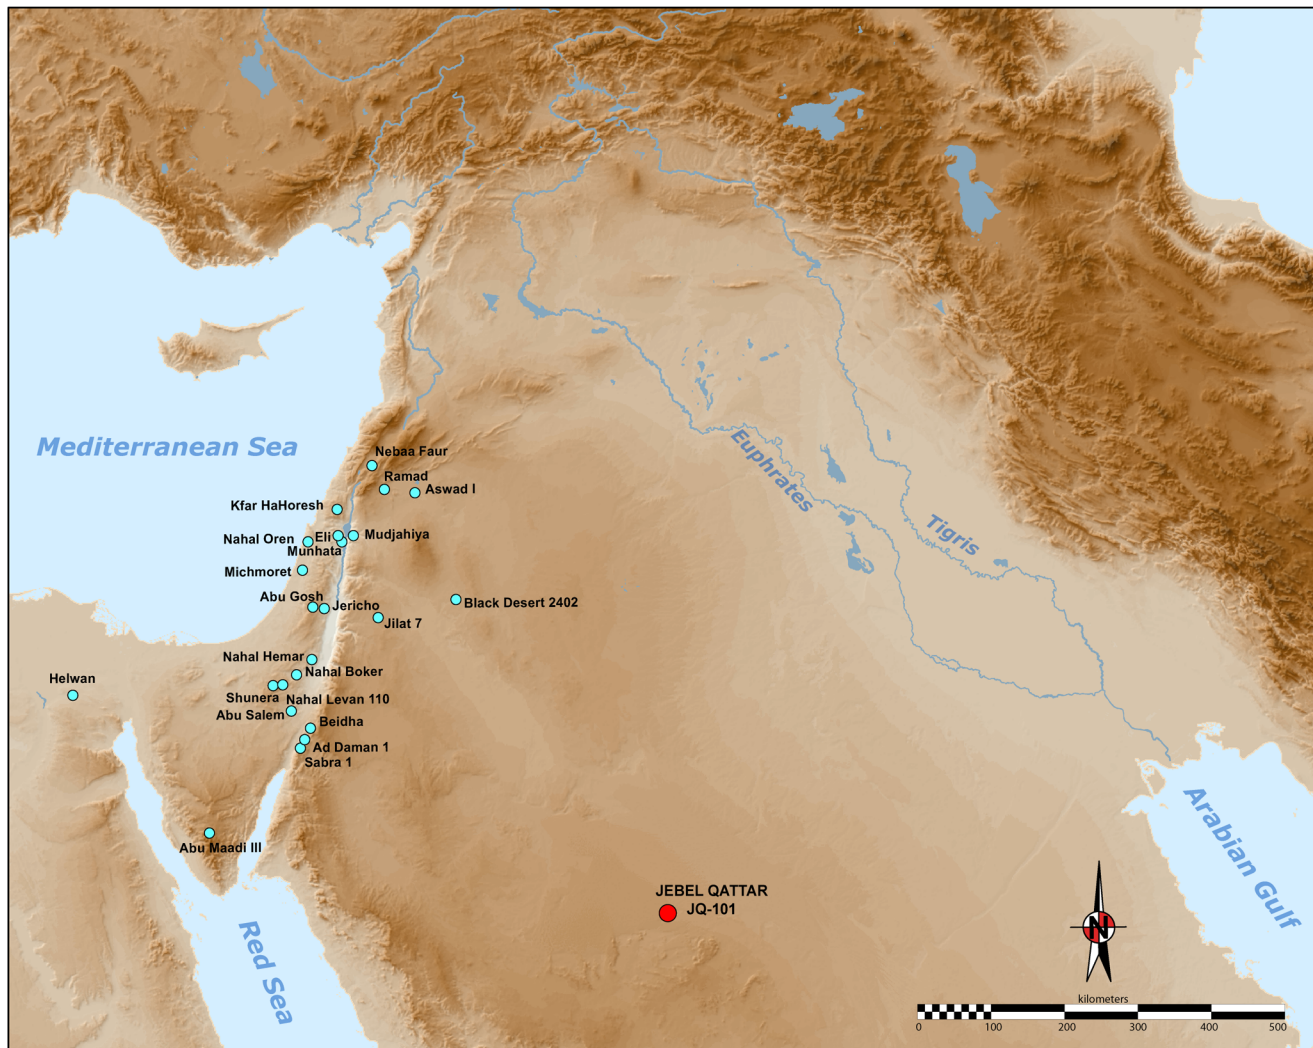 Mediterranean Sea
Nebaa Faur
Ramad
Aswad I
Kfar HaHoresh
Nahal Oren
Eli
Mudjahiya
Munhata
Michmoret
Abu Gosh
Jericho
Jilat 7
Black Desert 2402
Nahal Hemar
Nahal Boker
Helwan
Shunera
Nahal Levan 110
Abu Salem
Beidha
Ad Daman 1
Sabra 1
Abu Maadi III
Euphrates
Tigris
JEBEL QATTAR
JQ-101
Red Sea
Arabian Gulf
N
kilometers
0 100 200 300 400 500